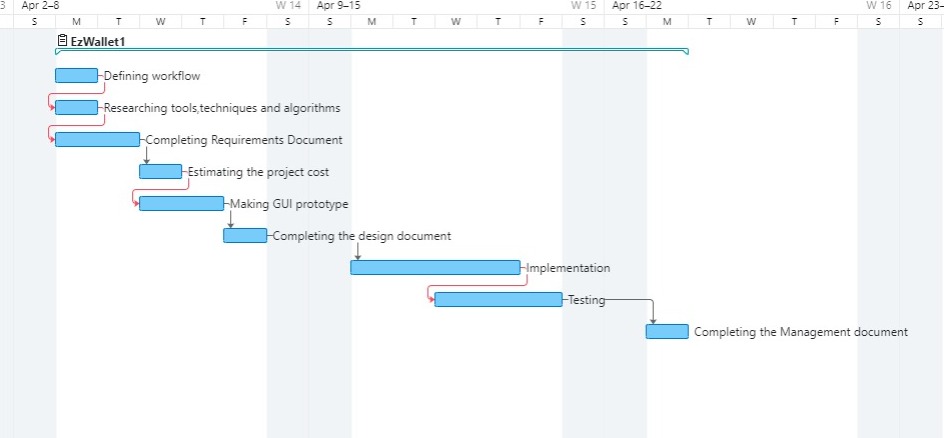 3 Apr 2–8 W 14 Apr 9–15 W 15 Apr 16–22 W 16 Apr 23–
S M T W T F S S M T W T F S S M T W T F S S
EzWallet1
Defining workflow
Researching tools,techniques and algorithms
Completing Requirements Document
Estimating the project cost
Making GUI prototype
Completing the design document
Implementation
Testing
Completing the Management document